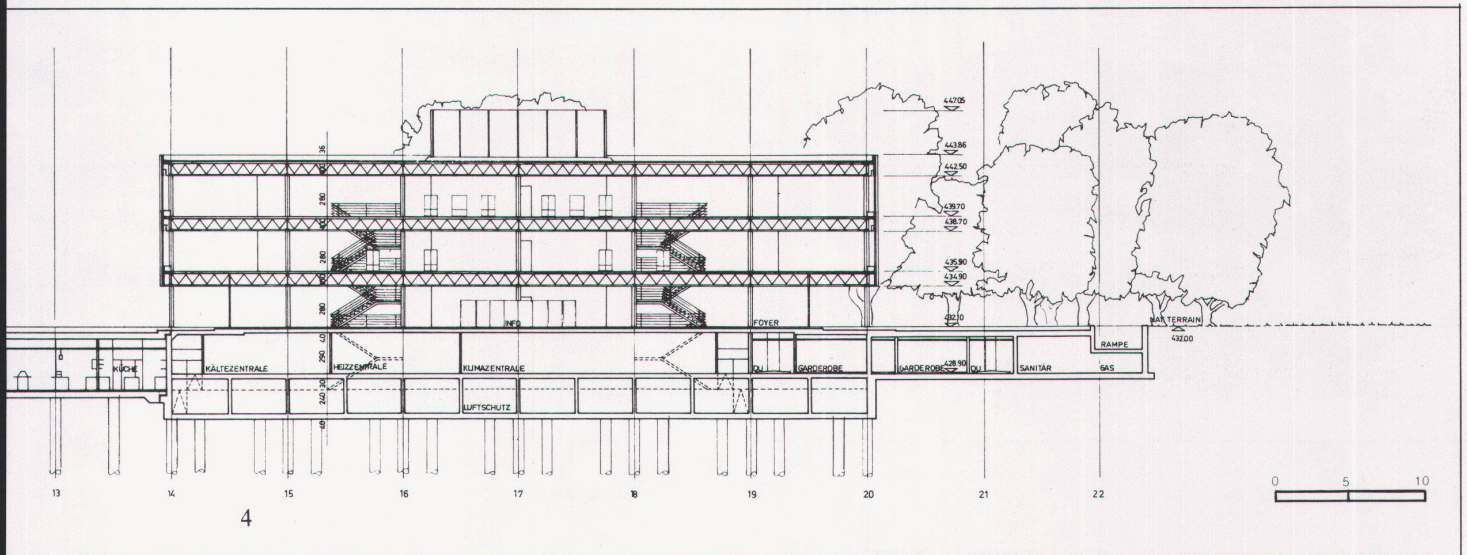 447.05
443.86
442.50
439.70
438.70
435.90
434.90
432.10
NAT. TERRAIN
432.00
36
280
280
280
INFO
FOYER
40
290
30
240
40
KÜCHE
KÄLTEZENTRALE
HEIZZENTRALE
KLIMAZENTRALE
DU
GARDEROBE
GARDEROBE
428.90
DU
SANITÄR
GAS
RAMPE
LUFTSCHUTZ
13 14 15 16 17 18 19 20 21 22
0 5 10
4